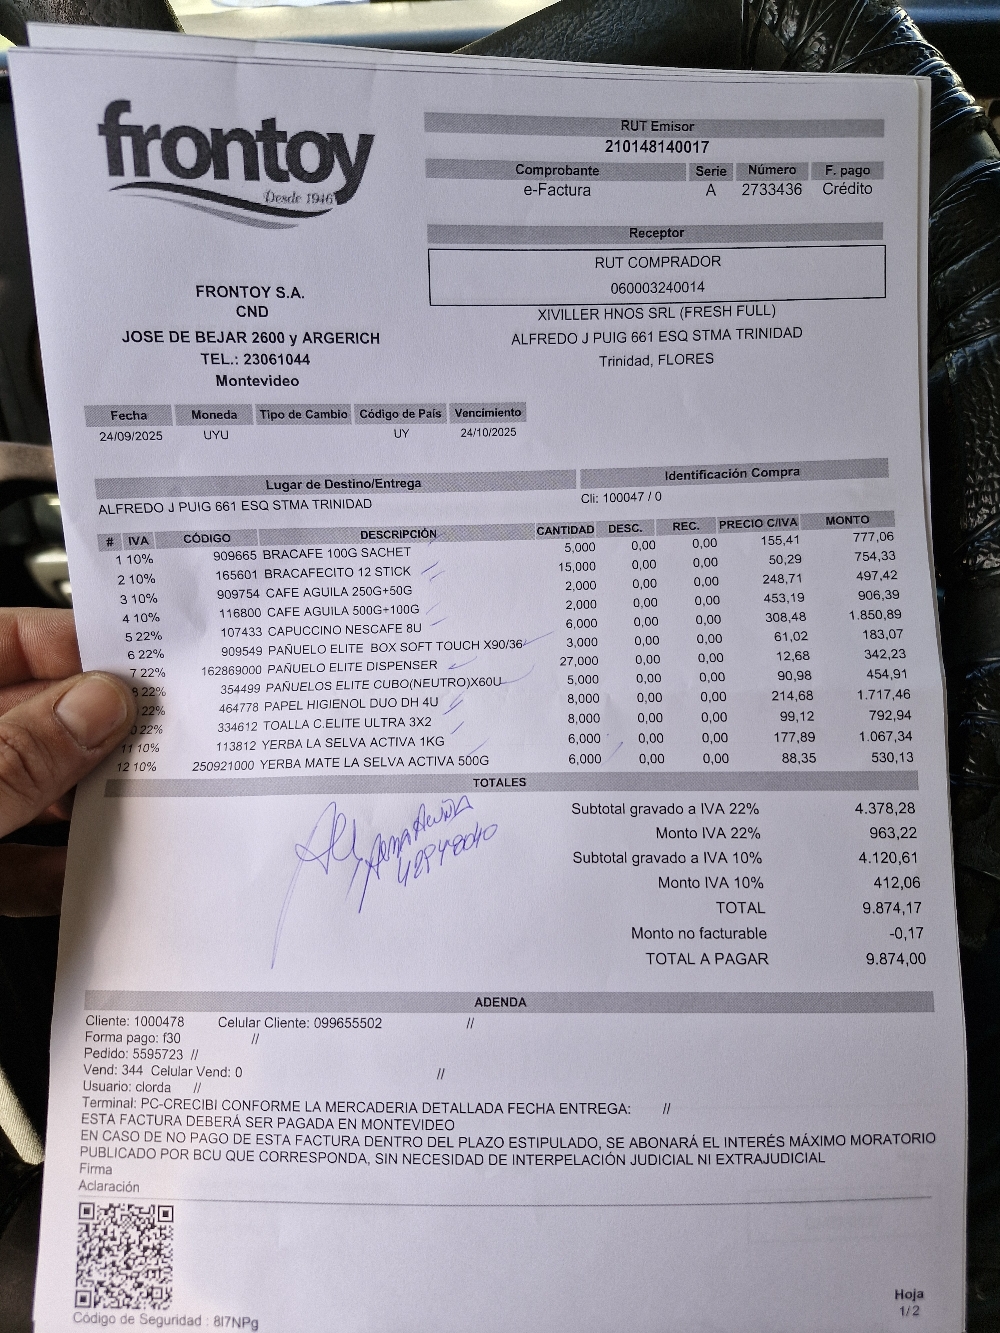 frontoy
Desde 1946
RUT Emisor
210148140017
Comprobante Serie Número F. pago
e-Factura A 2733436 Crédito
Receptor
RUT COMPRADOR
060003240014
XIVILLER HNOS SRL (FRESH FULL)
ALFREDO J PUIG 661 ESQ STMA TRINIDAD
Trinidad, FLORES
FRONTOY S.A.
CND
JOSE DE BEJAR 2600 y ARGERICH
TEL.: 23061044
Montevideo
Fecha Moneda Tipo de Cambio Código de País Vencimiento
24/09/2025 UYU UY 24/10/2025
Lugar de Destino/Entrega Identificación Compra
ALFREDO J PUIG 661 ESQ STMA TRINIDAD Cli: 100047 / 0
# IVA CÓDIGO DESCRIPCIÓN CANTIDAD DESC. REC. PRECIO C/IVA MONTO
1 10% 909665 BRACAFE 100G SACHET 5,000 0,00 0,00 155,41 777,06
2 10% 165601 BRACAFECITO 12 STICK 15,000 0,00 0,00 50,29 754,33
3 10% 909754 CAFE AGUILA 250G+50G 2,000 0,00 0,00 248,71 497,42
4 10% 116800 CAFE AGUILA 500G+100G 2,000 0,00 0,00 453,19 906,39
5 22% 107433 CAPUCCINO NESCAFE 8U 6,000 0,00 0,00 308,48 1.850,89
6 22% 909549 PAÑUELO ELITE BOX SOFT TOUCH X90/36 3,000 0,00 0,00 61,02 183,07
7 22% 162869000 PAÑUELO ELITE DISPENSER 27,000 0,00 0,00 12,68 342,23
8 22% 354499 PAÑUELOS ELITE CUBO(NEUTRO)X60U 5,000 0,00 0,00 90,98 454,91
22% 464778 PAPEL HIGIENOL DUO DH 4U 8,000 0,00 0,00 214,68 1.717,46
0 22% 334612 TOALLA C.ELITE ULTRA 3X2 8,000 0,00 0,00 99,12 792,94
11 10% 113812 YERBA LA SELVA ACTIVA 1KG 6,000 0,00 0,00 177,89 1.067,34
12 10% 250921000 YERBA MATE LA SELVA ACTIVA 500G 6,000 0,00 0,00 88,35 530,13
TOTALES
Subtotal gravado a IVA 22% 4.378,28
Monto IVA 22% 963,22
Subtotal gravado a IVA 10% 4.120,61
Monto IVA 10% 412,06
TOTAL 9.874,17
Monto no facturable -0,17
TOTAL A PAGAR 9.874,00
ADENDA
Cliente: 1000478 Celular Cliente: 099655502 //
Forma pago: f30 //
Pedido: 5595723 //
Vend: 344 Celular Vend: 0 //
Usuario: clorda //
Terminal: PC-CRECIBI CONFORME LA MERCADERIA DETALLADA FECHA ENTREGA: //
ESTA FACTURA DEBERÁ SER PAGADA EN MONTEVIDEO
EN CASO DE NO PAGO DE ESTA FACTURA DENTRO DEL PLAZO ESTIPULADO, SE ABONARÁ EL INTERÉS MÁXIMO MORATORIO
PUBLICADO POR BCU QUE CORRESPONDA, SIN NECESIDAD DE INTERPELACIÓN JUDICIAL NI EXTRAJUDICIAL
Firma
Aclaración
Código de Seguridad : 8I7NPg
Hoja
1/2